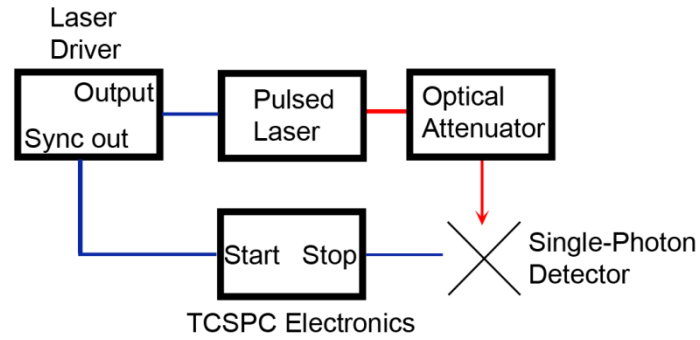 Laser
Driver
Output
Sync out
Pulsed
Laser
Optical
Attenuator
Start Stop
TCSPC Electronics
Single-Photon
Detector